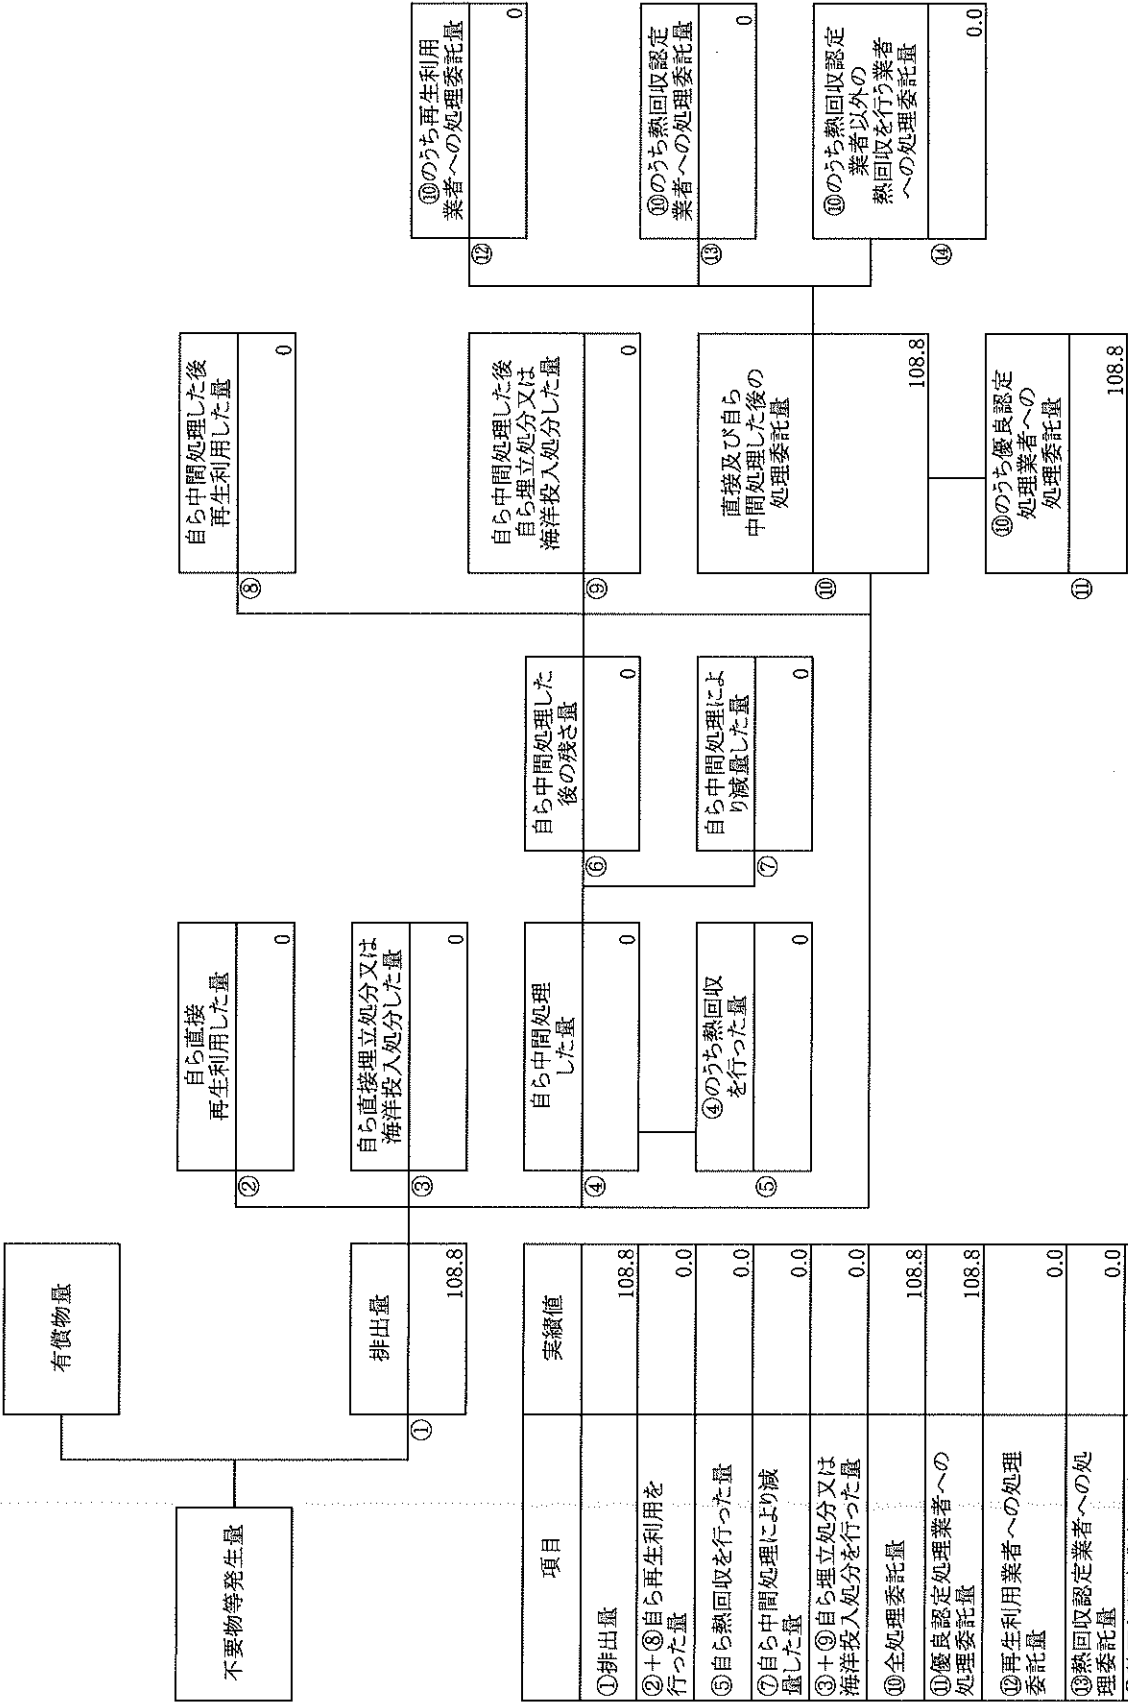 不要物等発生量
有償物量
排出量
①
108.8
自ら直接
再生利用した量
②
0
自ら直接埋立処分又は
海洋投入処分した量
③
0
自ら中間処理
した量
④
0
④のうち熱回収
を行った量
⑤
0
自ら中間処理した
後の残さ量
⑥
0
自ら中間処理によ
り減量した量
⑦
0
自ら中間処理した後
再生利用した量
⑧
0
自ら中間処理した後
自ら埋立処分又は
海洋投入処分した量
⑨
0
直接及び自ら
中間処理した後の
処理委託量
⑩
108.8
⑩のうち優良認定
処理業者への
処理委託量
⑪
108.8
⑩のうち再生利用
業者への処理委託量
⑫
0
⑩のうち熱回収認定
業者への処理委託量
⑬
0
⑩のうち熱回収認定
業者以外の
熱回収を行う業者
への処理委託量
⑭
0.0
項目 実績値
①排出量 108.8
②+⑧自ら再生利用を
行った量 0.0
⑤自ら熱回収を行った量 0.0
⑦自ら中間処理により減
量した量 0.0
③+⑨自ら埋立処分又は
海洋投入処分を行った量 0.0
⑩全処理委託量 108.8
⑪優良認定処理業者への
処理委託量 108.8
⑫再生利用業者への処理
委託量 0.0
⑬熱回収認定業者への処
理委託量 0.0